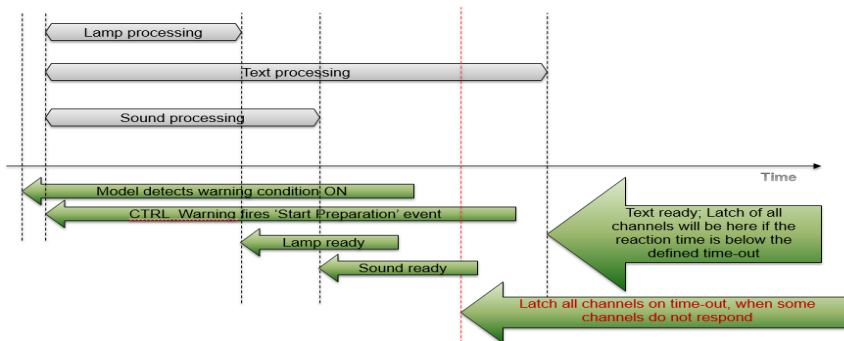 Lamp processing
Text processing
Sound processing
Time
Model detects warning condition ON
CTRL_Warning fires 'Start Preparation' event
Lamp ready
Sound ready
Text ready; Latch of all
channels will be here if the
reaction time is below the
defined time-out
Latch all channels on time-out, when some
channels do not respond